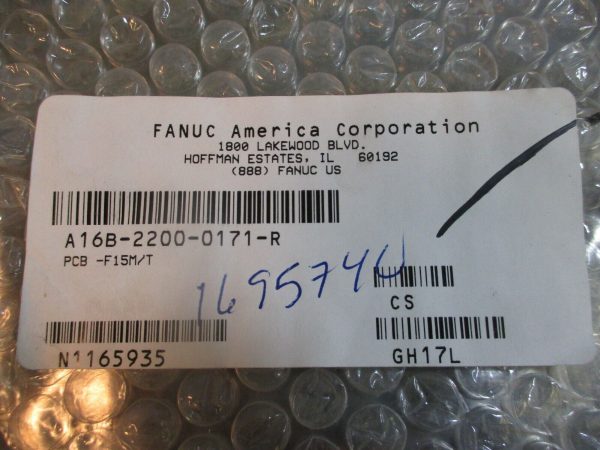 FANUC America Corporation
1800 LAKEWOOD BLVD.
HOFFMAN ESTATES, IL 60192
(888) FANUC US
A16B-2200-0171-R
PCB -F15M/T
1695740
CS
N1165935
GH17L